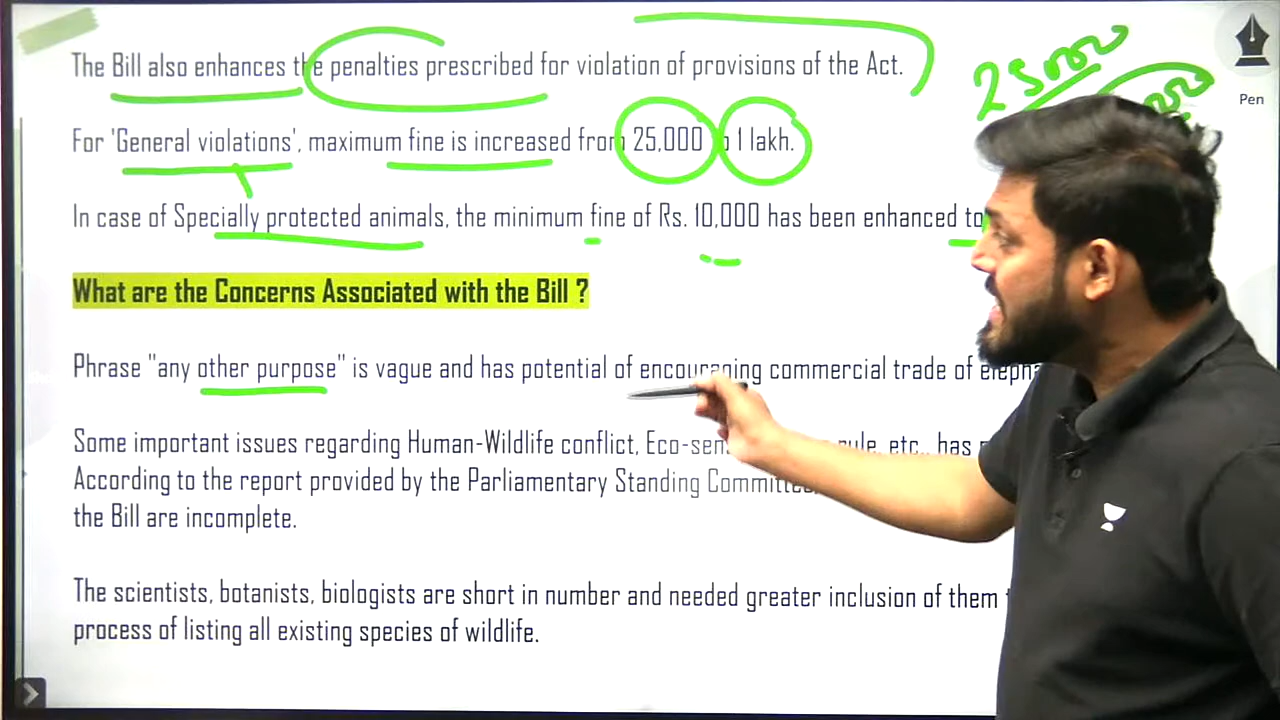 The Bill also enhances the penalties prescribed for violation of provisions of the Act.
25000
Pen
For 'General violations', maximum fine is increased from 25,000 to 1 lakh.
In case of Specially protected animals, the minimum fine of Rs. 10,000 has been enhanced to
What are the Concerns Associated with the Bill ?
Phrase "any other purpose" is vague and has potential of encouraging commercial trade of
Some important issues regarding Human-Wildlife conflict, rule, etc., has
According to the report provided by the Parliamentary Standing Committee,
the Bill are incomplete.
The scientists, botanists, biologists are short in number and needed greater inclusion of them
process of listing all existing species of wildlife.